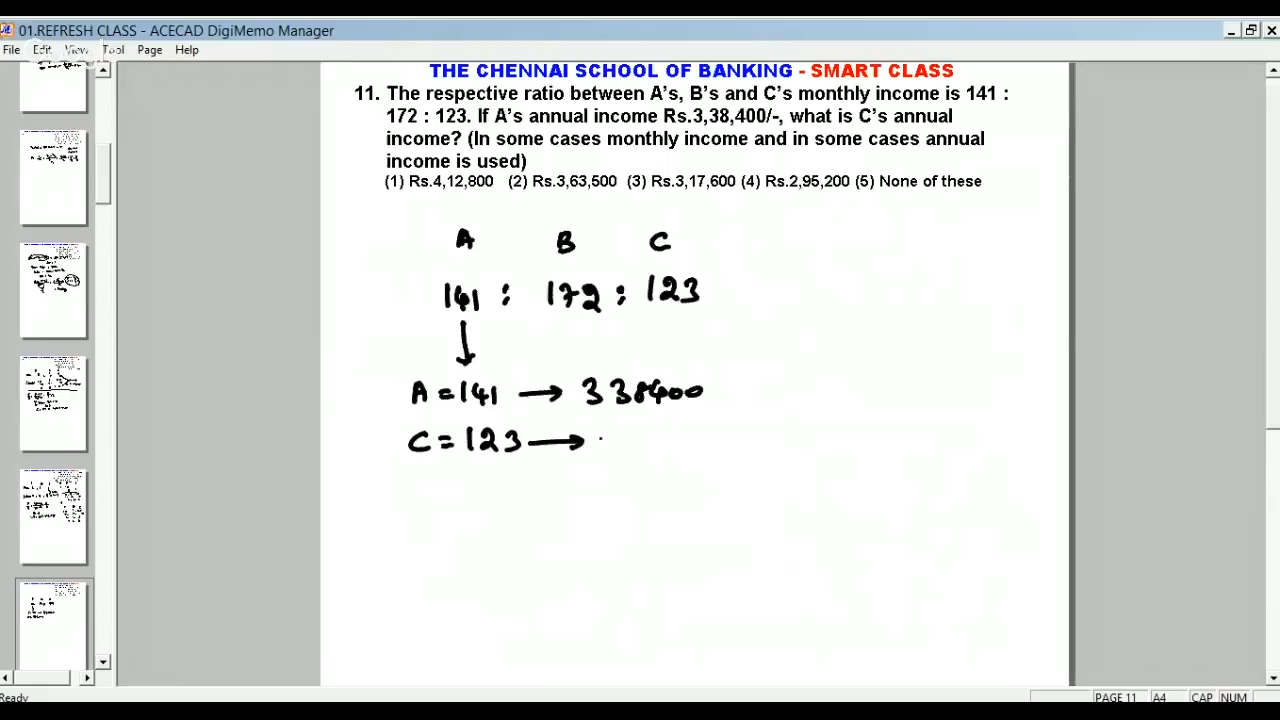 01.REFRESH CLASS - ACECAD DigiMemo Manager
File Edit View Tool Page Help
THE CHENNAI SCHOOL OF BANKING - SMART CLASS
11. The respective ratio between A's, B's and C's monthly income is 141 :
172 : 123. If A's annual income Rs.3,38,400/-, what is C's annual
income? (In some cases monthly income and in some cases annual
income is used)
(1) Rs.4,12,800 (2) Rs.3,63,500 (3) Rs.3,17,600 (4) Rs.2,95,200 (5) None of these
A B C
141 : 172 : 123
A = 141 → 338400
C = 123 →
Ready
PAGE 11 A4 CAP NUM